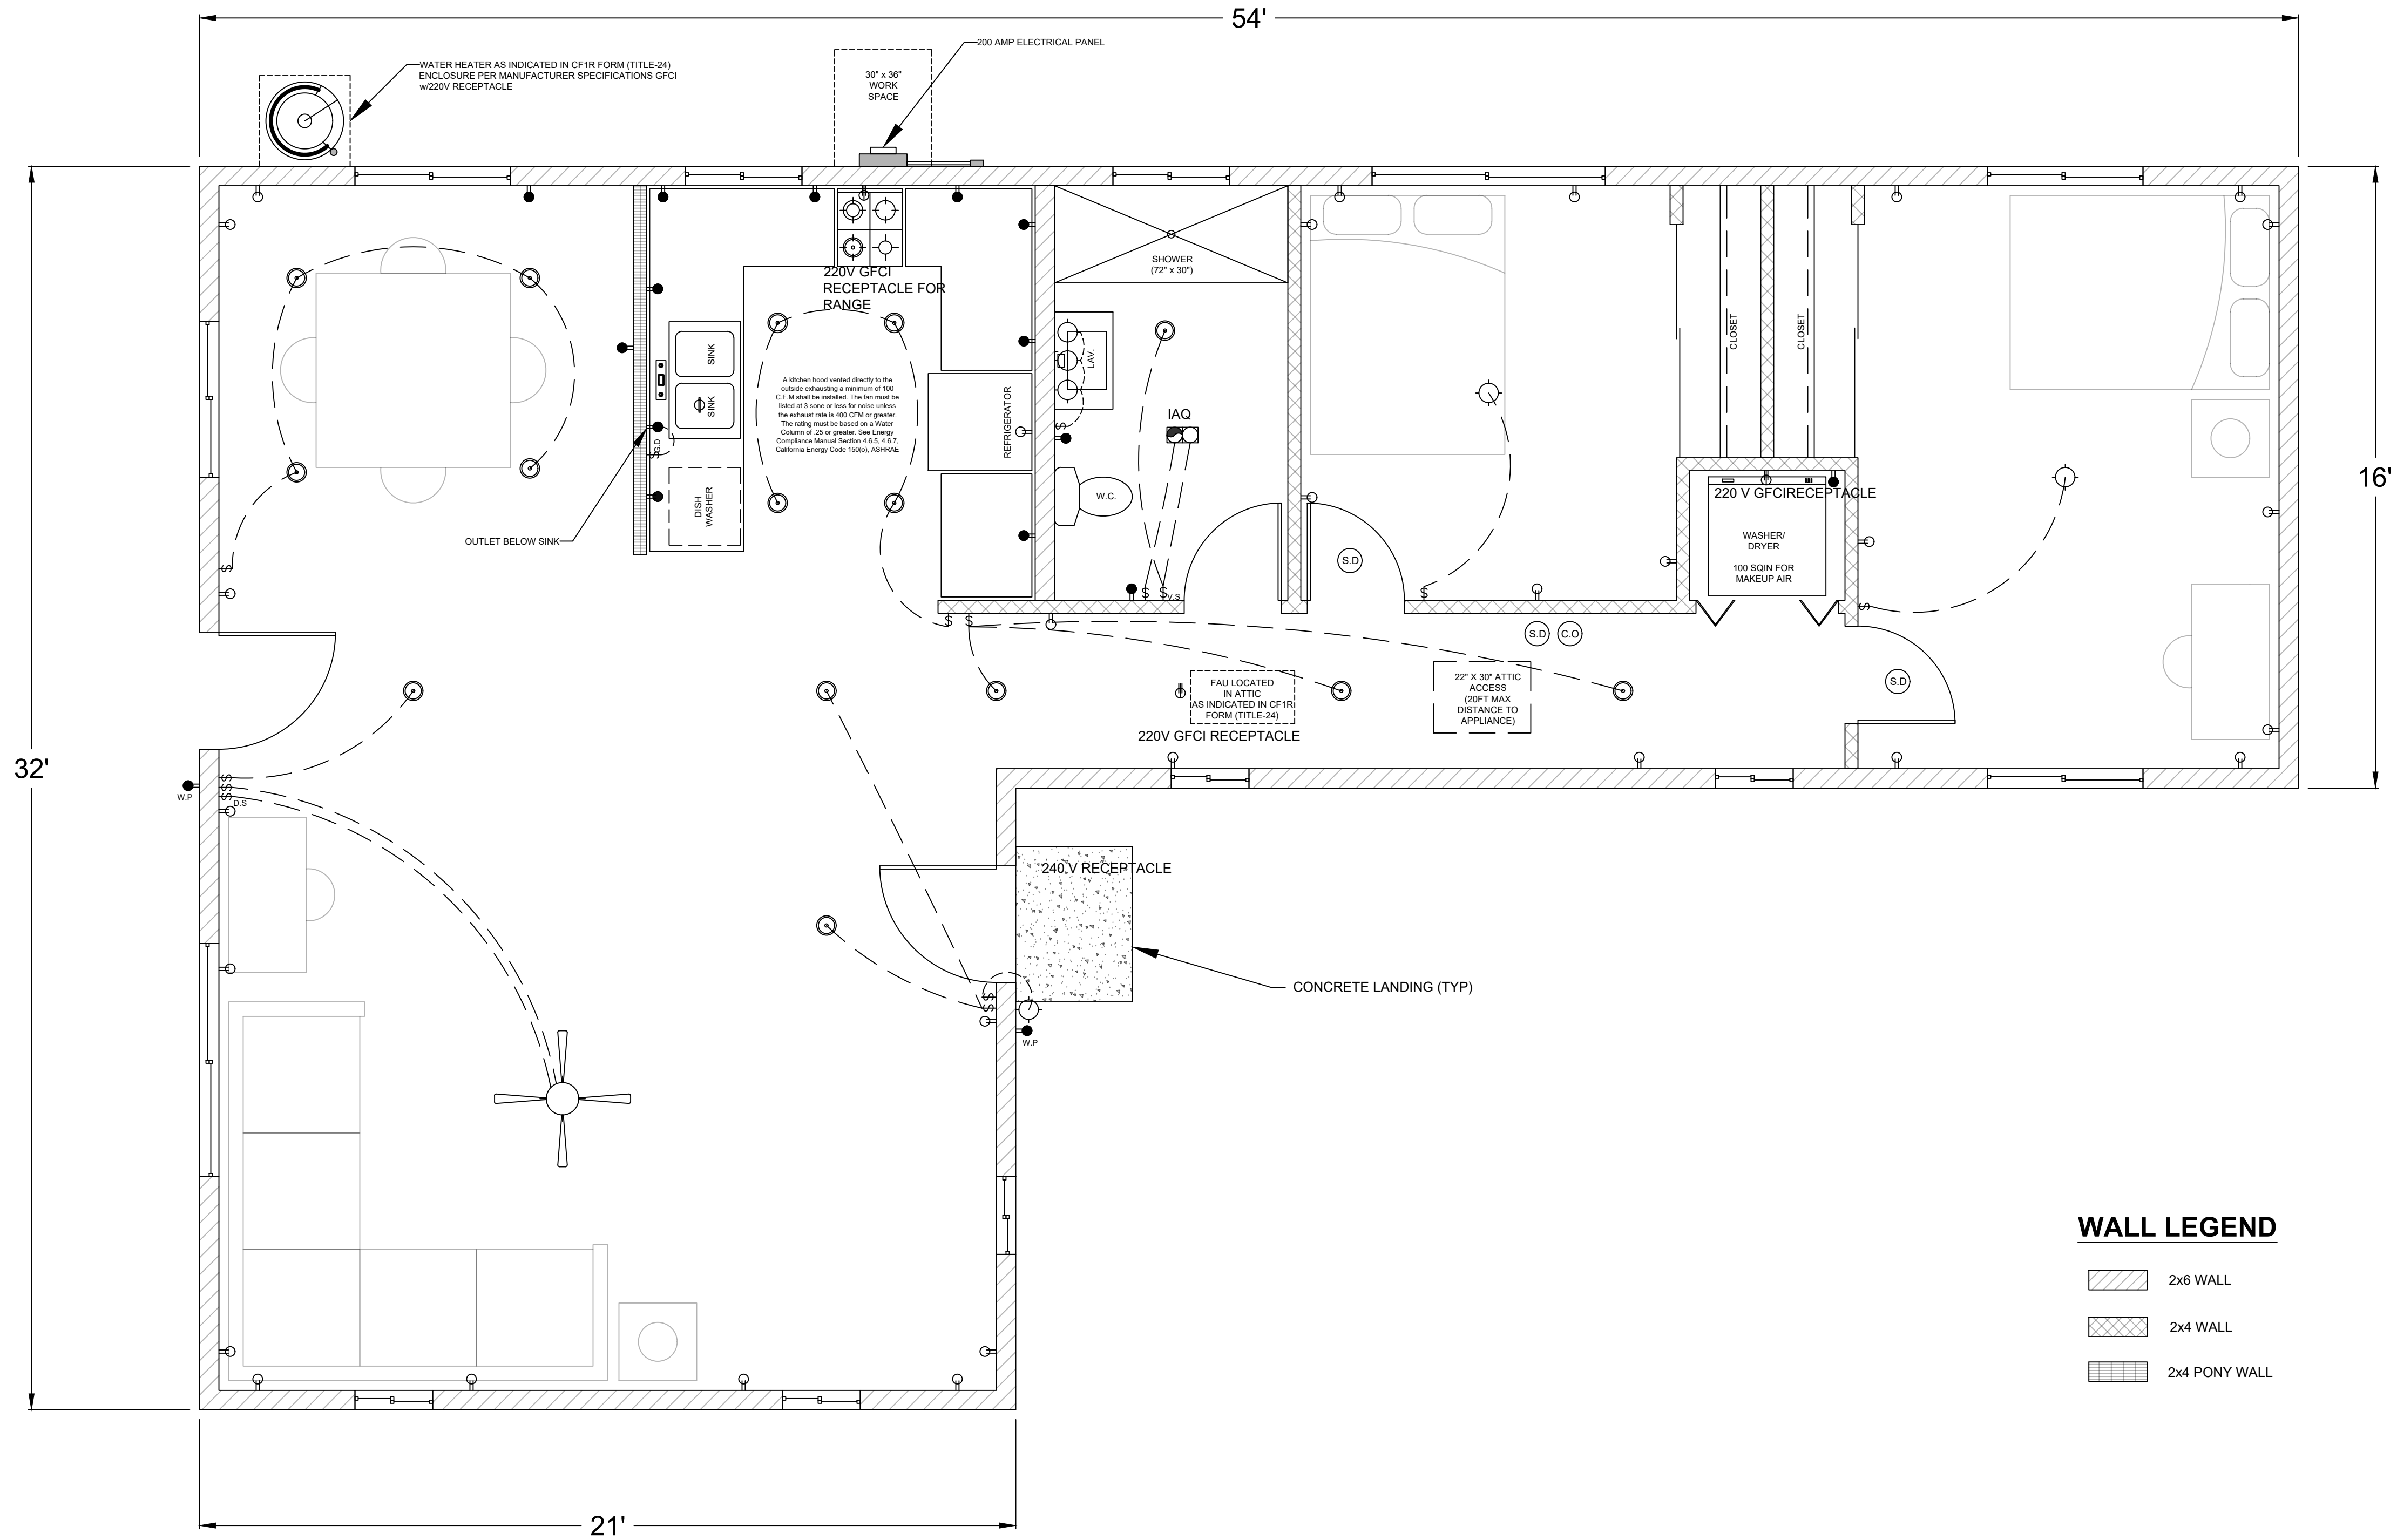 54'
200 AMP ELECTRICAL PANEL
WATER HEATER AS INDICATED IN CF1R FORM (TITLE-24)
ENCLOSURE PER MANUFACTURER SPECIFICATIONS GFCI
w/220V RECEPTACLE
30" x 36"
WORK
SPACE
SHOWER
(72" x 30")
220V GFCI
RECEPTACLE FOR
RANGE
SINK
SINK
LAV.
CLOSET
CLOSET
A kitchen hood vented directly to the
outside exhausting a minimum of 100
C.F.M shall be installed. The fan must be
listed at 3 sone or less for noise unless
the exhaust rate is 400 CFM or greater.
The rating must be based on a Water
Column of .25 or greater. See Energy
Compliance Manual Section 4.6.5, 4.6.7,
California Energy Code 150(o), ASHRAE
REFRIGERATOR
IAQ
$
$G.D
16'
W.C.
220 V GFCIRECEPTACLE
DISH
WASHER
OUTLET BELOW SINK
WASHER/
DRYER
100 SQIN FOR
MAKEUP AIR
S.D
$
$
$V.S
$
$
$
$
S.D
C.O
FAU LOCATED
IN ATTIC
AS INDICATED IN CF1R
FORM (TITLE-24)
22" X 30" ATTIC
ACCESS
(20FT MAX
DISTANCE TO
APPLIANCE)
S.D
220V GFCI RECEPTACLE
32'
$
$
$D.S
W.P
240 V RECEPTACLE
CONCRETE LANDING (TYP)
$
$
W.P
WALL LEGEND
2x6 WALL
2x4 WALL
2x4 PONY WALL
21'